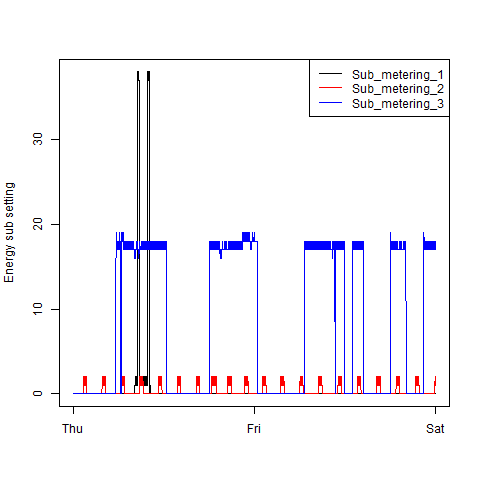 Sub_metering_1
Sub_metering_2
Sub_metering_3
Energy sub setting
30
20
10
0
Thu Fri Sat